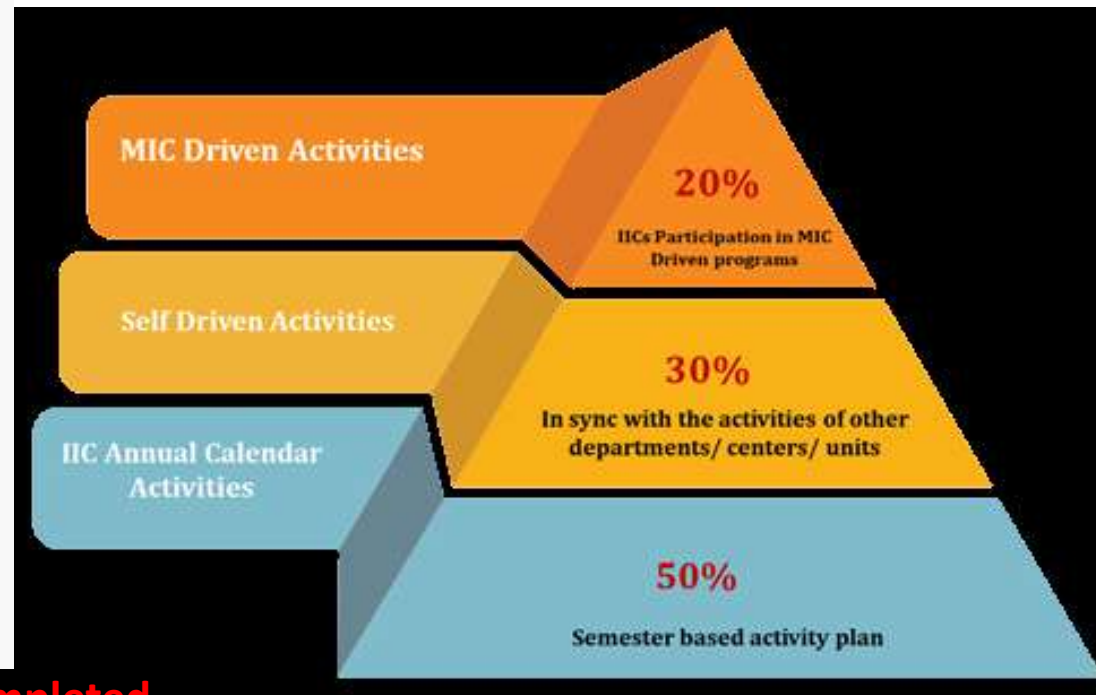 MIC Driven Activities
20%
IICs Participation in MIC
Driven programs
Self Driven Activities
30%
In sync with the activities of other
departments/ centers/ units
IIC Annual Calendar
Activities
50%
Semester based activity plan